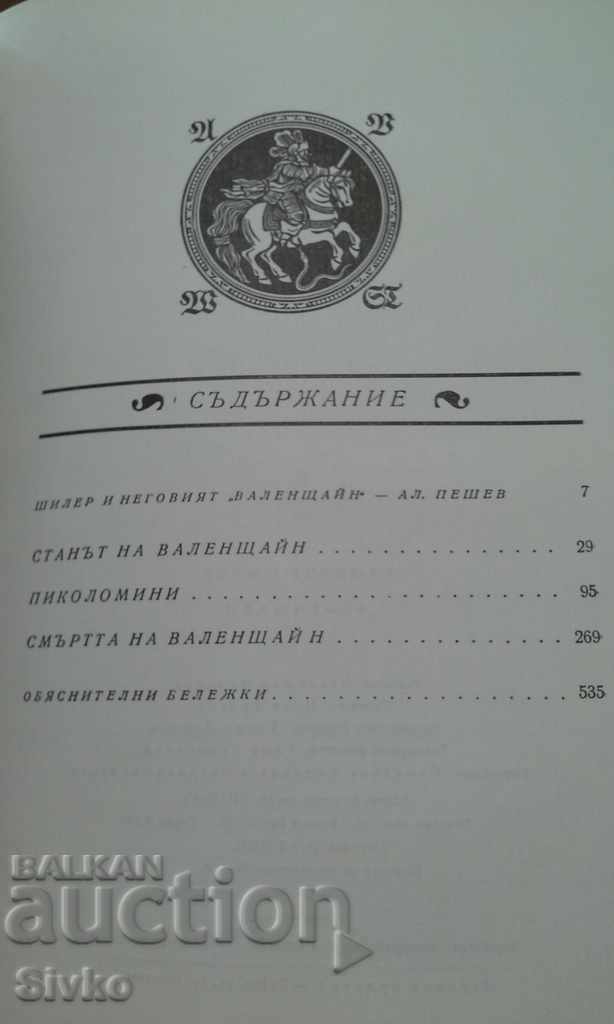 СЪДЪРЖАНИЕ
ШИЛЕР И НЕГОВИЯТ „ВАЛЕНЩАЙН“ — АЛ. ПЕШЕВ 7
СТАНЪТ НА ВАЛЕНЩАЙН . . . . . . . . . . . . . . . 29
ПИКОЛОМИНИ . . . . . . . . . . . . . . . . . . . . . . . 95
СМЪРТТА НА ВАЛЕНЩАЙН . . . . . . . . . . . . . . 269
ОБЯСНИТЕЛНИ БЕЛЕЖКИ . . . . . . . . . . . . . . . . . . 535
BALKAN
auction
Sivko